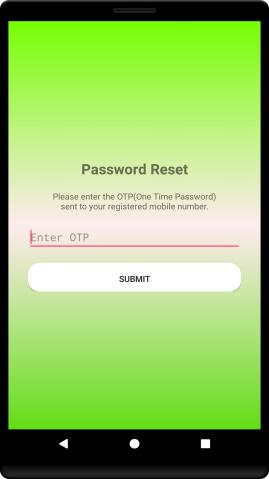 Password Reset
Please enter the OTP(One Time Password)
sent to your registered mobile number.
Enter OTP
SUBMIT